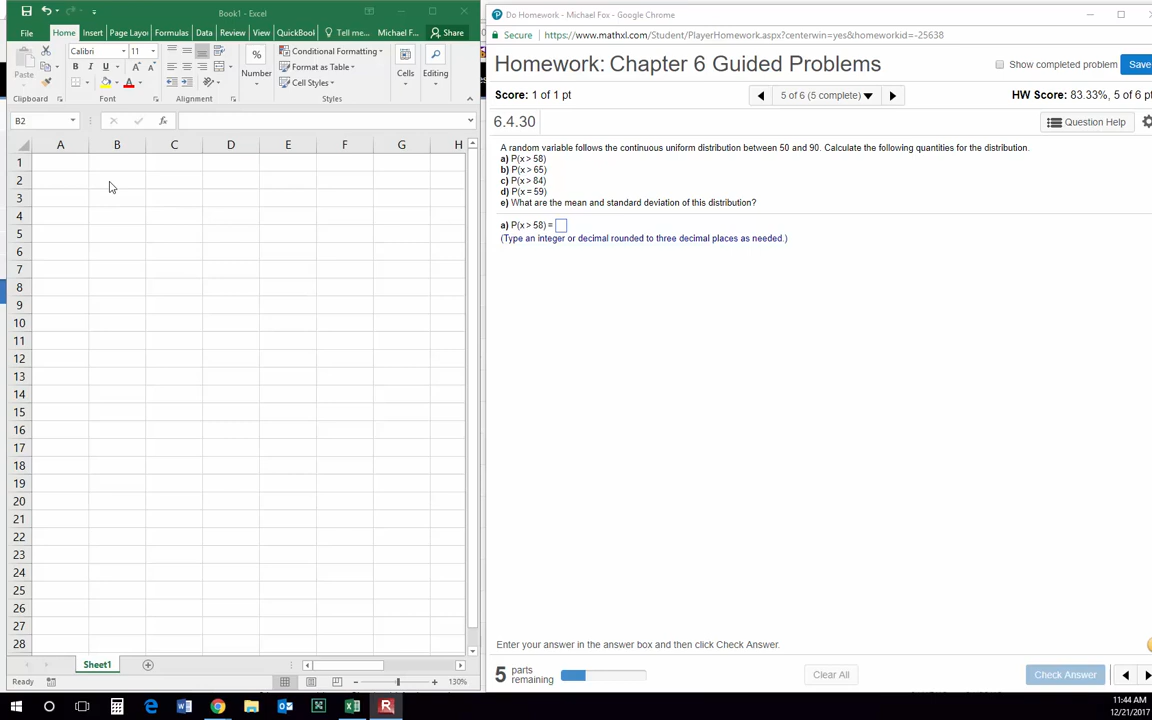 Book1 - Excel
File Home Insert Page Layou Formulas Data Review View QuickBool Tell me... Michael F... Share
Paste
Calibri 11
B I U A
%
Number
Conditional Formatting
Format as Table
Cell Styles
Cells
Editing
Clipboard Font Alignment Styles
B2 fx
A B C D E F G H
1
2
3
4
5
6
7
8
9
10
11
12
13
14
15
16
17
18
19
20
21
22
23
24
25
26
27
28
Sheet1
Ready 130%
Do Homework - Michael Fox - Google Chrome
Secure https://www.mathxl.com/Student/PlayerHomework.aspx?centerwin=yes&homeworkid=-25638
Homework: Chapter 6 Guided Problems
Show completed problem Save
Score: 1 of 1 pt
5 of 6 (5 complete)
HW Score: 83.33%, 5 of 6 pt
6.4.30
Question Help
A random variable follows the continuous uniform distribution between 50 and 90. Calculate the following quantities for the distribution.
a) P(x > 58)
b) P(x > 65)
c) P(x > 84)
d) P(x = 59)
e) What are the mean and standard deviation of this distribution?
a) P(x > 58) =
(Type an integer or decimal rounded to three decimal places as needed.)
Enter your answer in the answer box and then click Check Answer.
5 parts remaining
Clear All
Check Answer
11:44 AM
12/21/2017